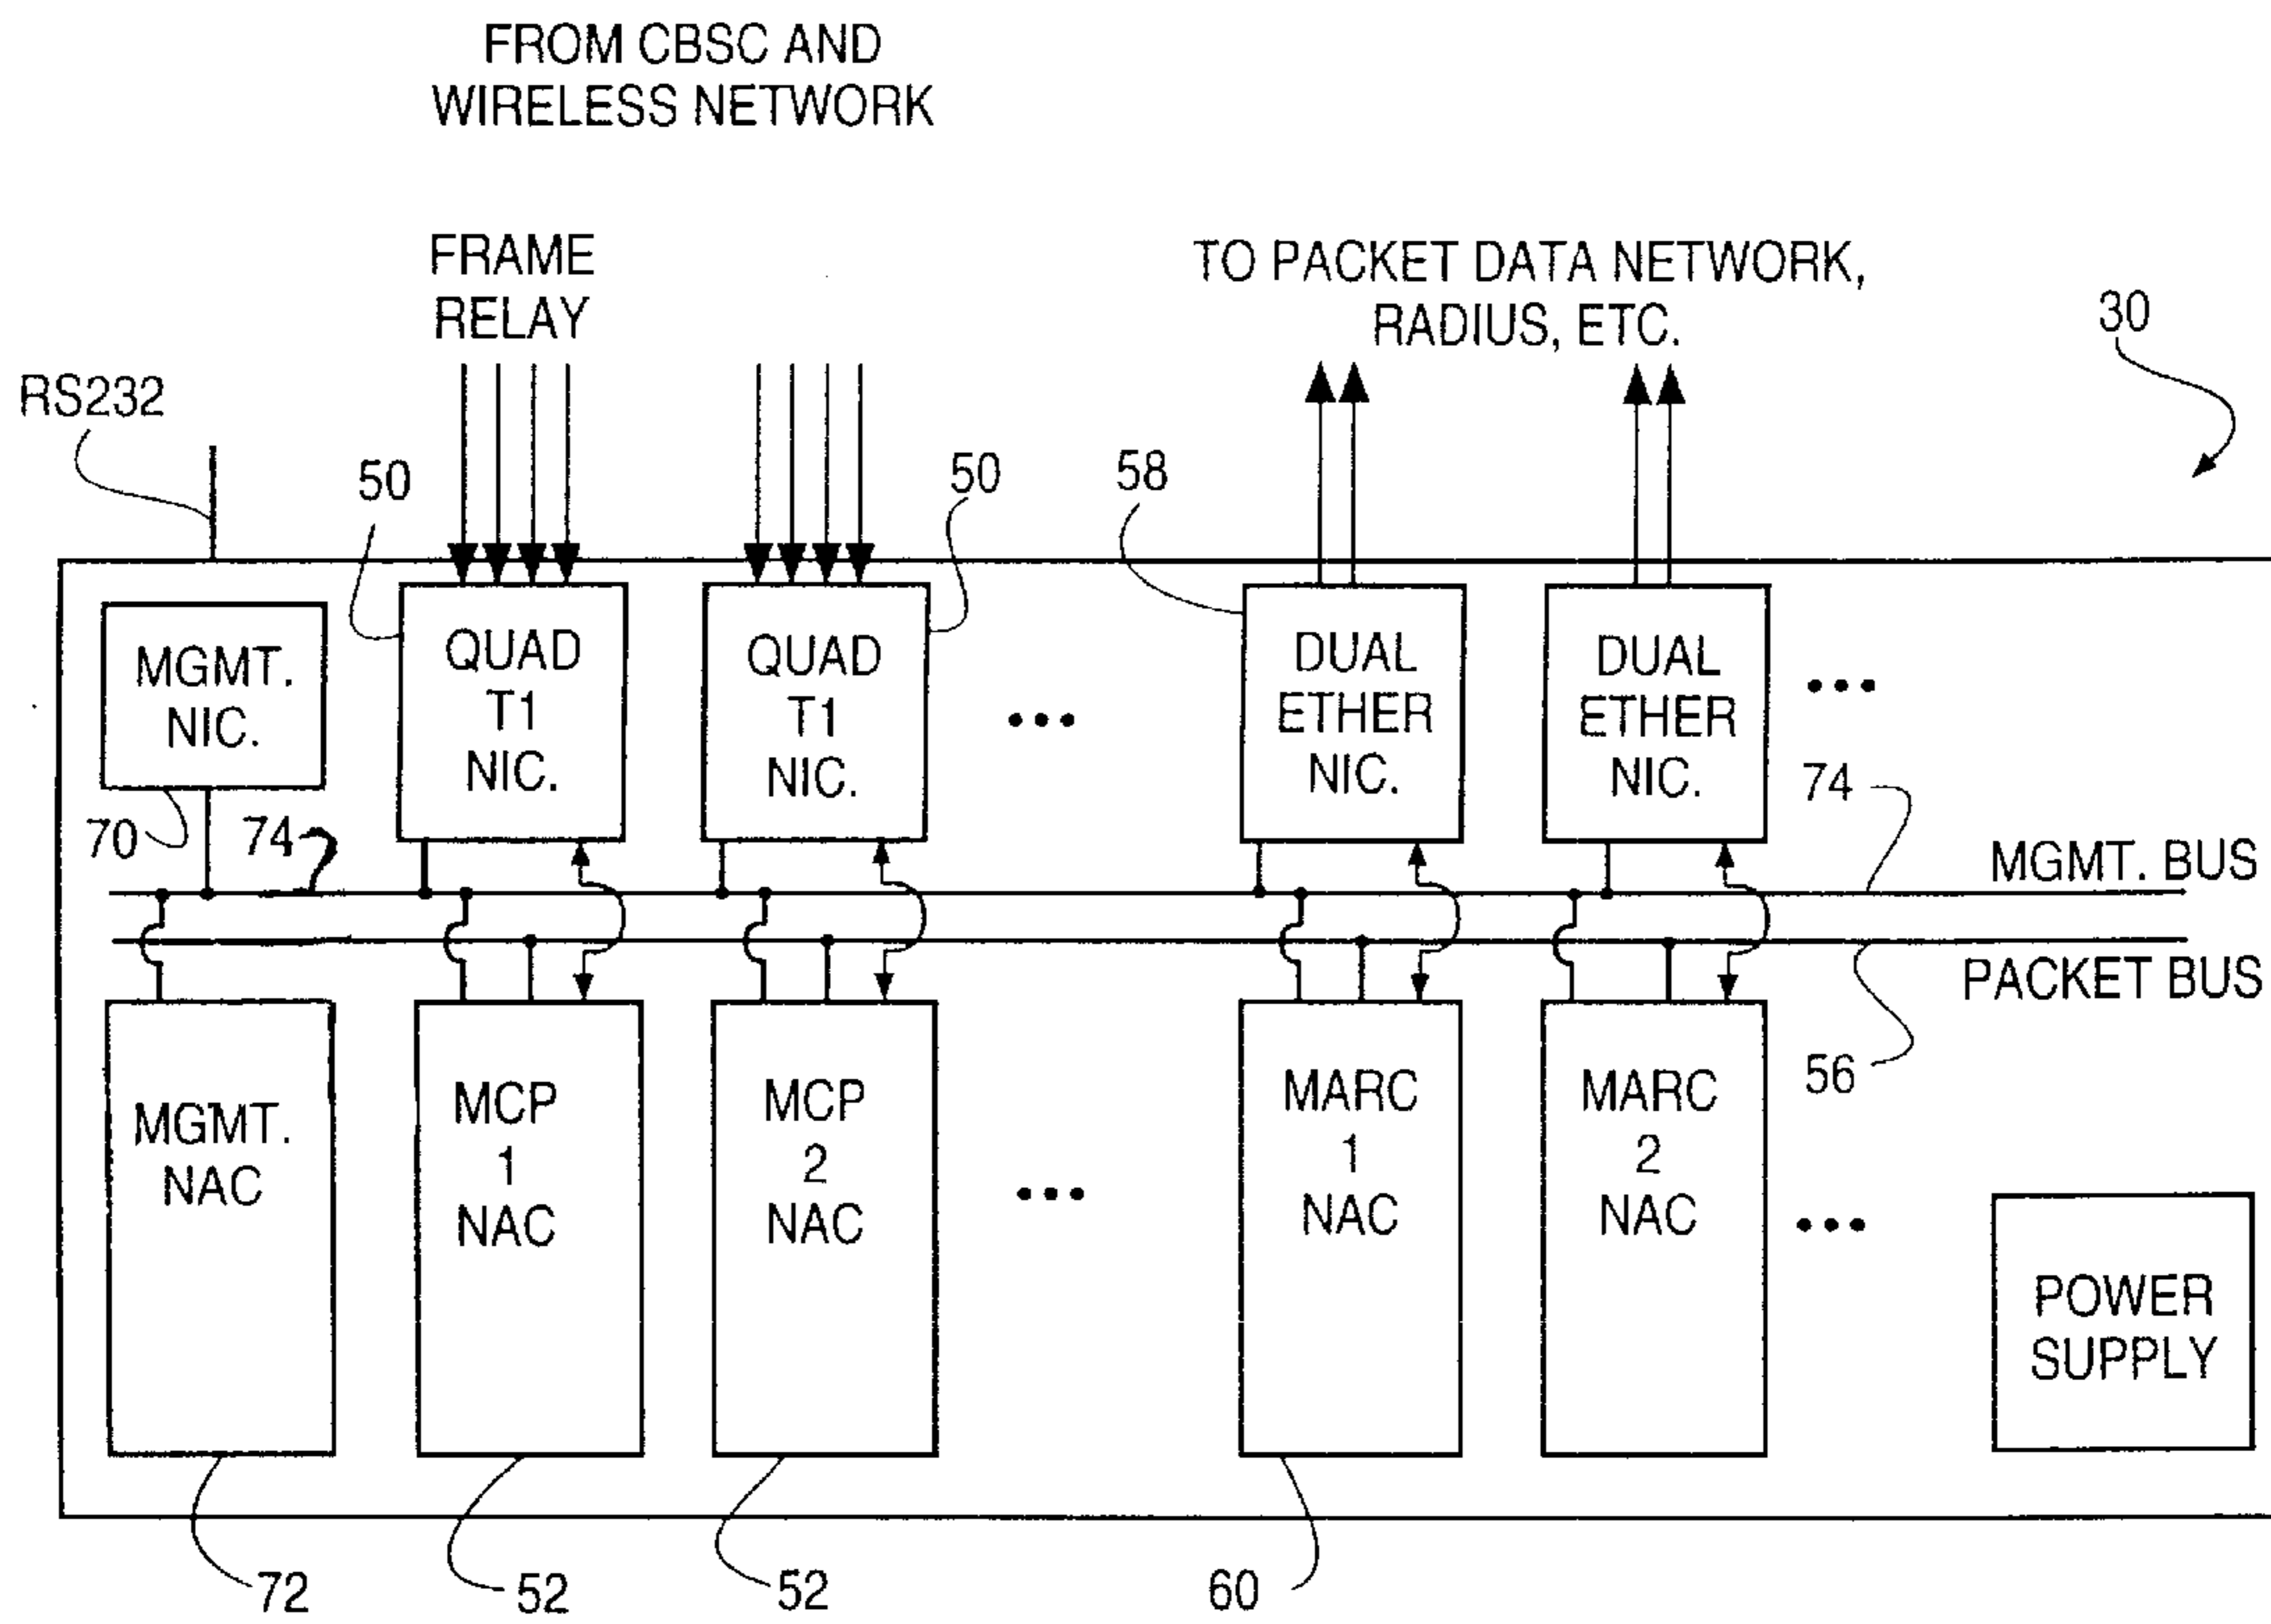 FROM CBSC AND
WIRELESS NETWORK
FRAME
RELAY
TO PACKET DATA NETWORK,
RADIUS, ETC.
30
RS232
50
50
58
MGMT.
NIC.
QUAD
T1
NIC.
QUAD
T1
NIC.
DUAL
ETHER
NIC.
DUAL
ETHER
NIC.
70
74
74
MGMT. BUS
PACKET BUS
56
MGMT.
NAC
MCP
1
NAC
MCP
2
NAC
MARC
1
NAC
MARC
2
NAC
POWER
SUPPLY
72
52
52
60